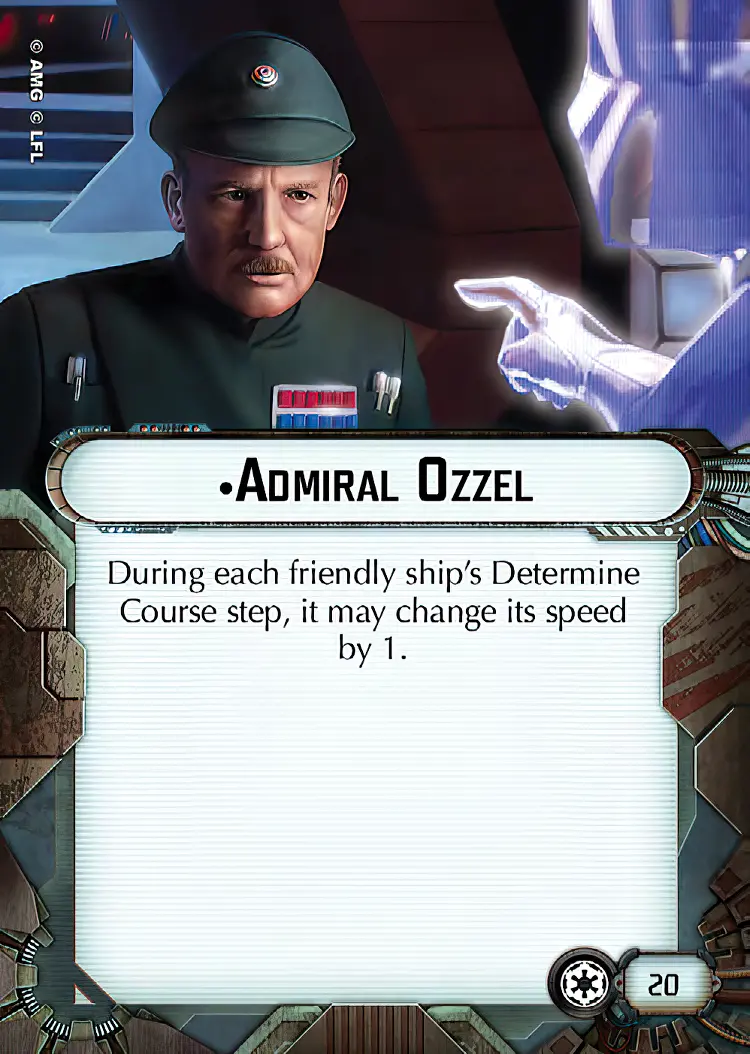 © AMG © LFL
•Admiral Ozzel
During each friendly ship's Determine
Course step, it may change its speed
by 1.
20